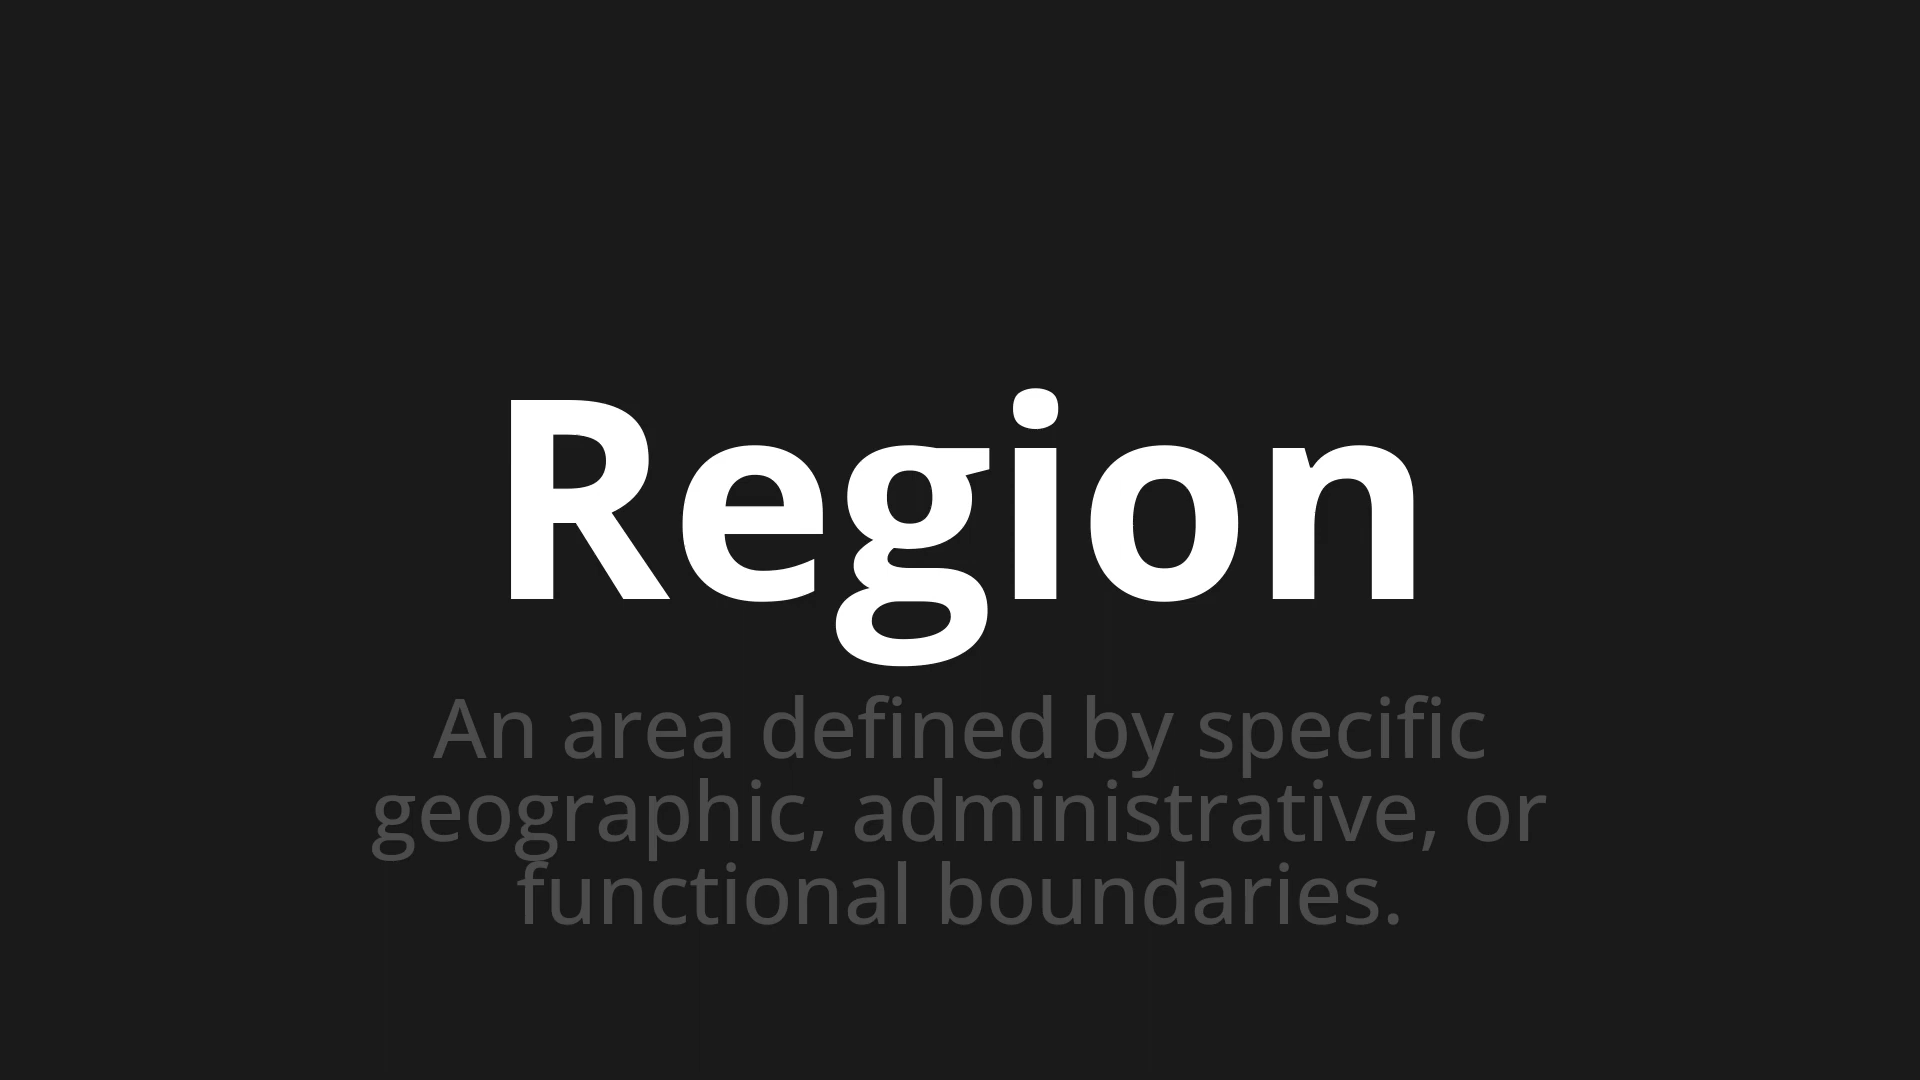 Region
An area defined by specific
geographic, administrative, or
functional boundaries.